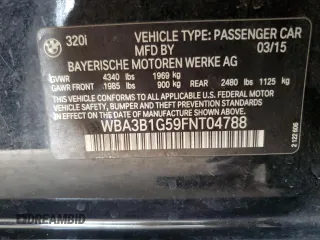 320i VEHICLE TYPE: PASSENGER CAR
MFD BY 03/15
BAYERISCHE MOTOREN WERKE AG
GVWR 4340 lbs 1969 kg
GAWR FRONT 1985 lbs 900 kg REAR 2480 lbs 1125 kg
THIS VEHICLE CONFORMS TO ALL APPLICABLE U.S. FEDERAL MOTOR VEHICLE SAFETY, BUMPER, AND THEFT PREVENTION STANDARDS IN EFFECT ON THE DATE OF MANUFACTURE SHOWN ABOVE.
WBA3B1G59FNT04788
DREAMBID